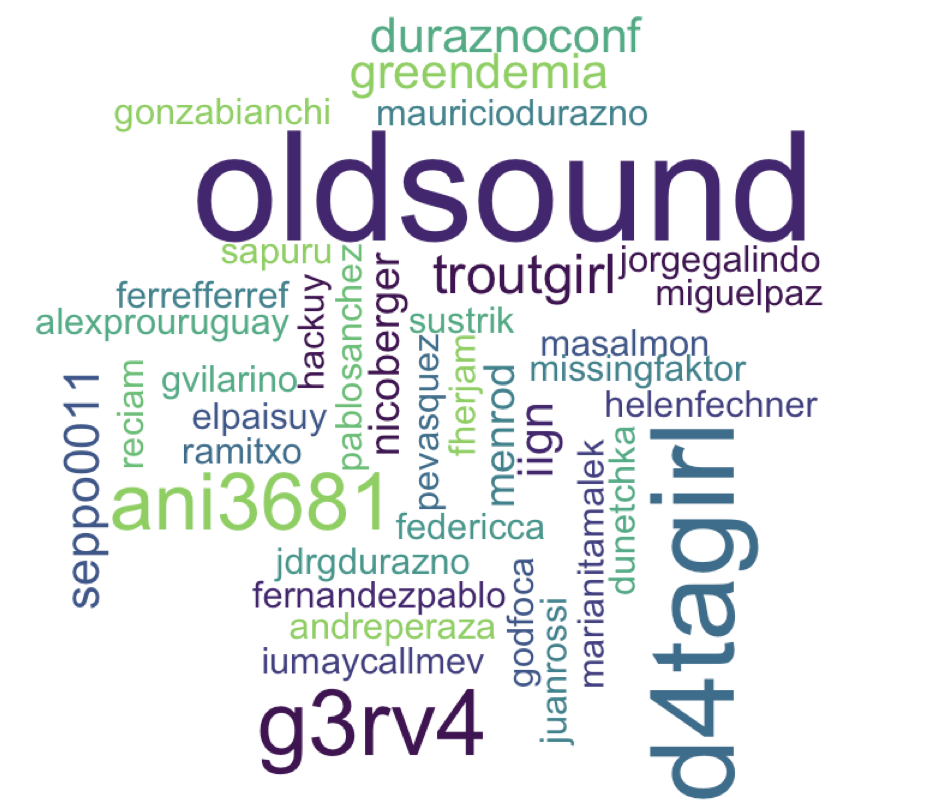 duraznoconf
greendemia
gonzabianchi
mauriciodurazno
oldsound
sapuru
troutgirl
jorgegalindo
miguelpaz
ferrefferref
alexprouruguay
hackuy
pablosanchez
nicoberger
sustrik
masalmon
missingfaktor
helenfechner
seppo0011
reciam
gvilarino
elpaisuy
ramitxo
pevasquez
fherjam
menrod
iign
ani3681
federicca
marianitamalek
dunetchka
d4tagirl
jdrgdurazno
fernandezpablo
andreperaza
iumaycallmev
godfoca
juanrossi
g3rv4